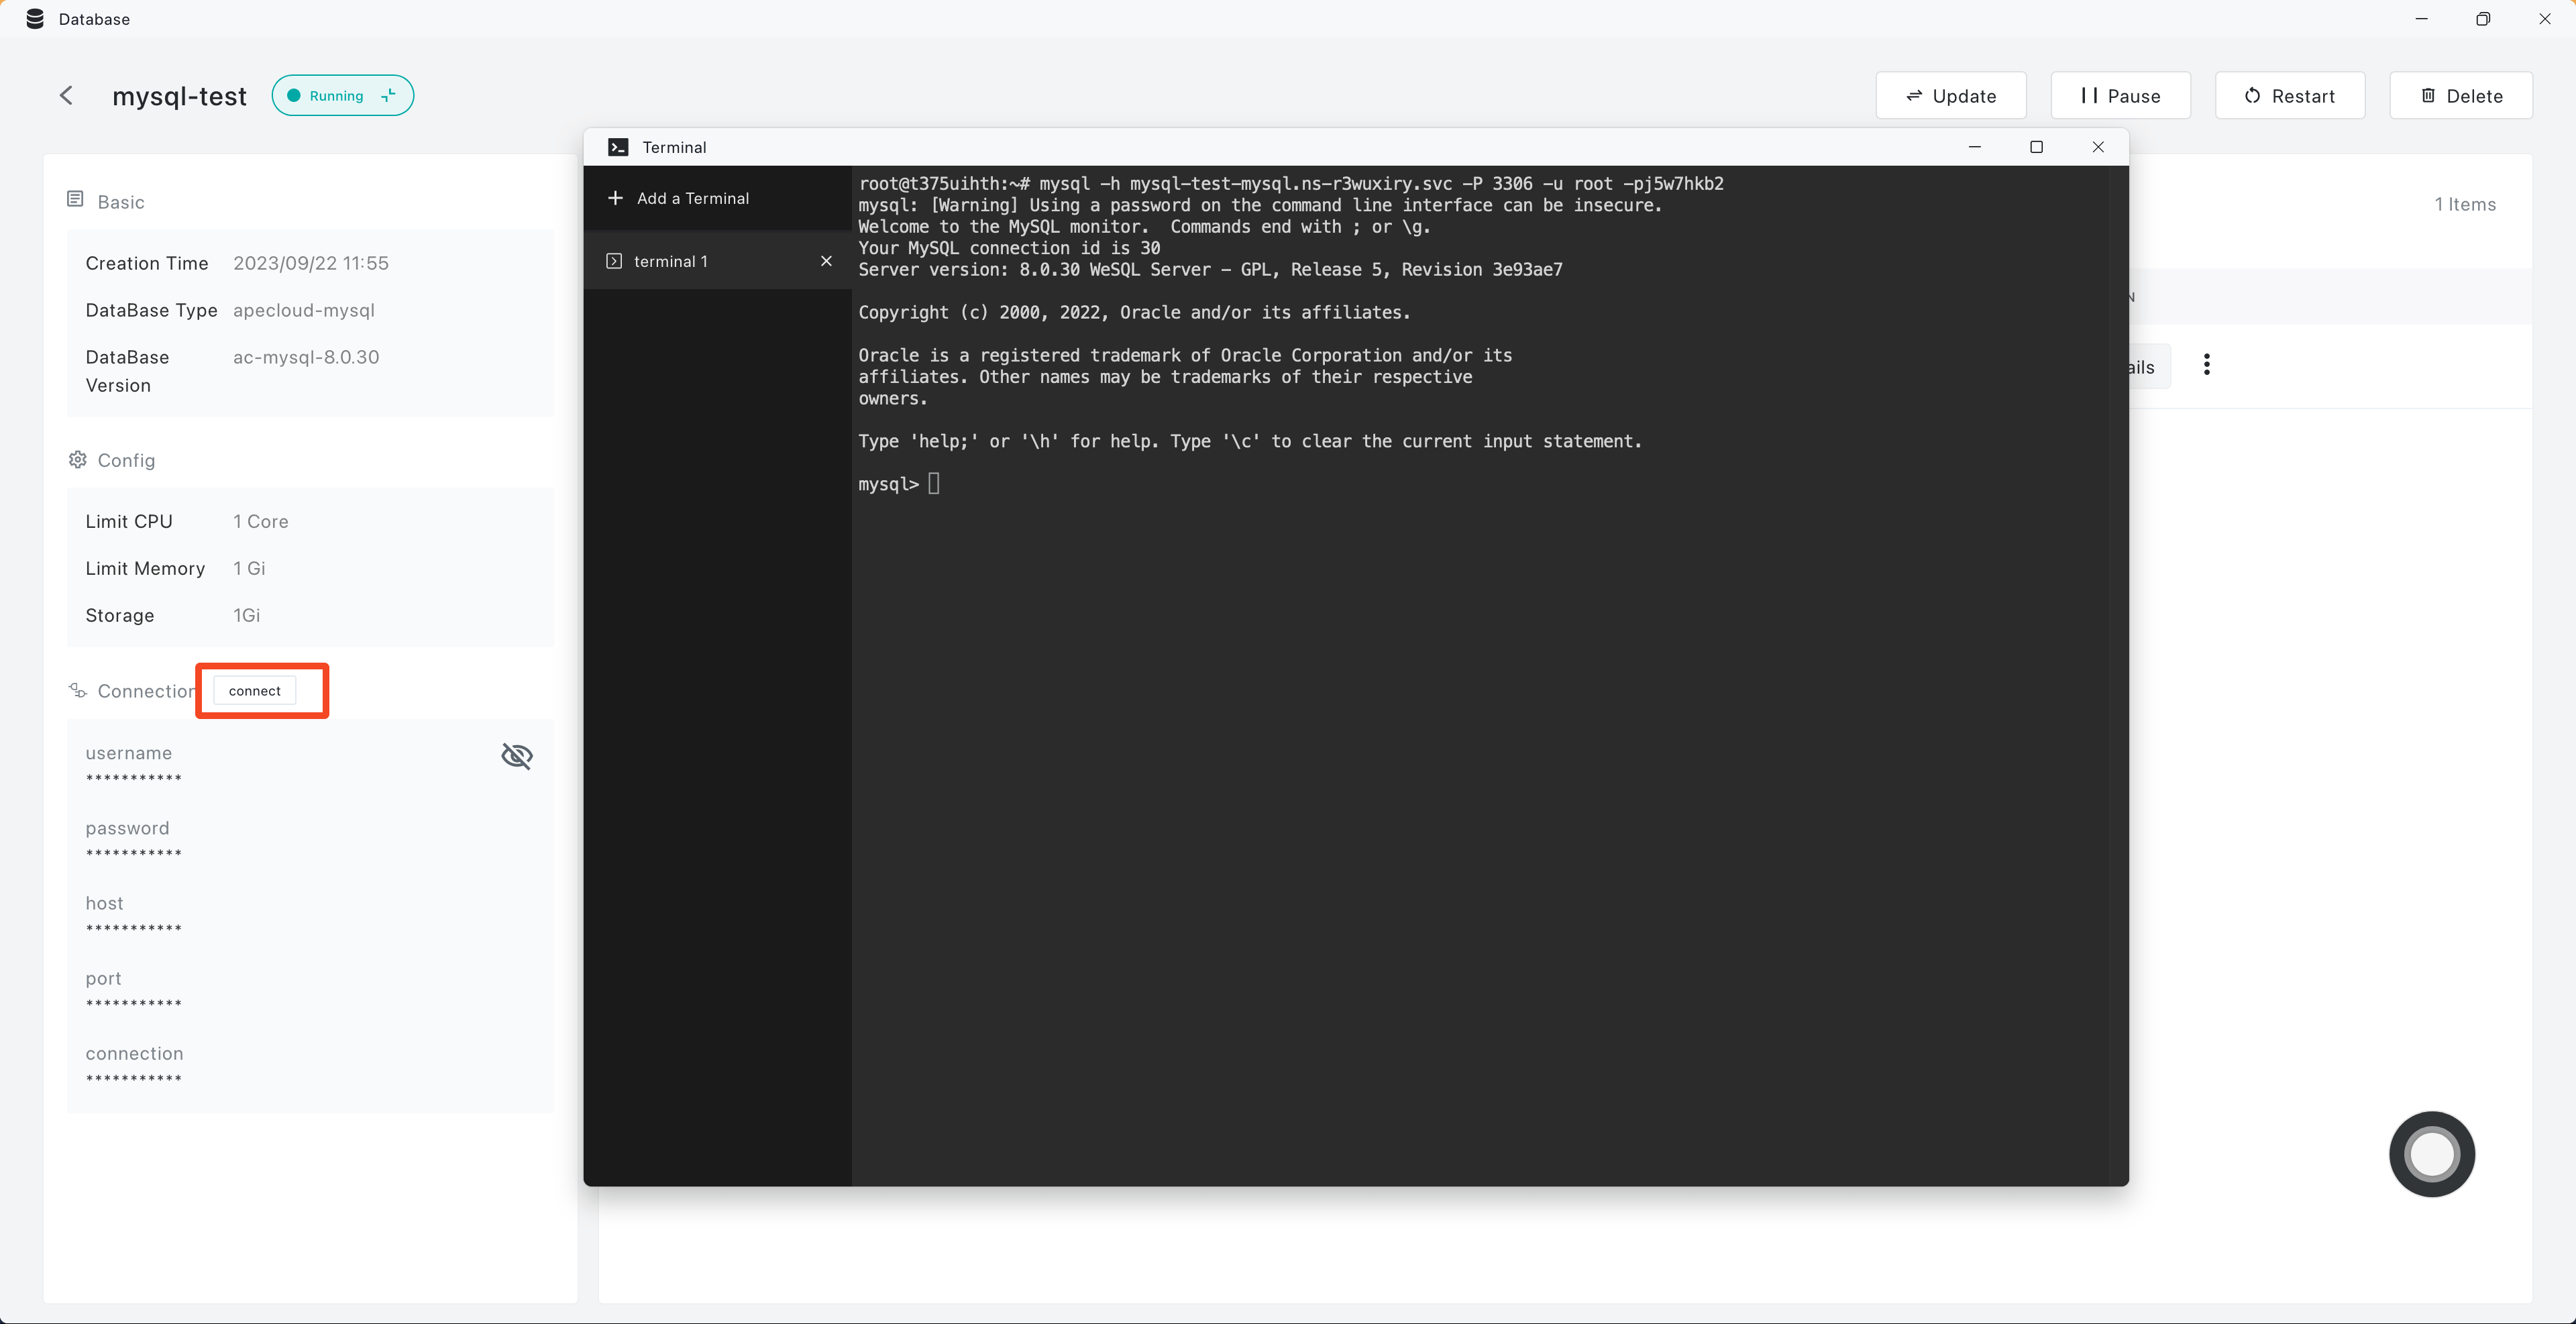 Database
mysql-test
Running
Update
Pause
Restart
Delete
Basic
Creation Time 2023/09/22 11:55
DataBase Type apecloud-mysql
DataBase Version ac-mysql-8.0.30
Config
Limit CPU 1 Core
Limit Memory 1 Gi
Storage 1Gi
Connection
connect
username
***********
password
***********
host
***********
port
***********
connection
***********
Terminal
Add a Terminal
terminal 1
root@t375uihth:~# mysql -h mysql-test-mysql.ns-r3wuxiry.svc -P 3306 -u root -pj5w7hkb2
mysql: [Warning] Using a password on the command line interface can be insecure.
Welcome to the MySQL monitor.  Commands end with ; or \g.
Your MySQL connection id is 30
Server version: 8.0.30 WeSQL Server - GPL, Release 5, Revision 3e93ae7
Copyright (c) 2000, 2022, Oracle and/or its affiliates.
Oracle is a registered trademark of Oracle Corporation and/or its
affiliates. Other names may be trademarks of their respective
owners.
Type 'help;' or '\h' for help. Type '\c' to clear the current input statement.
mysql>
1 Items
N
ails